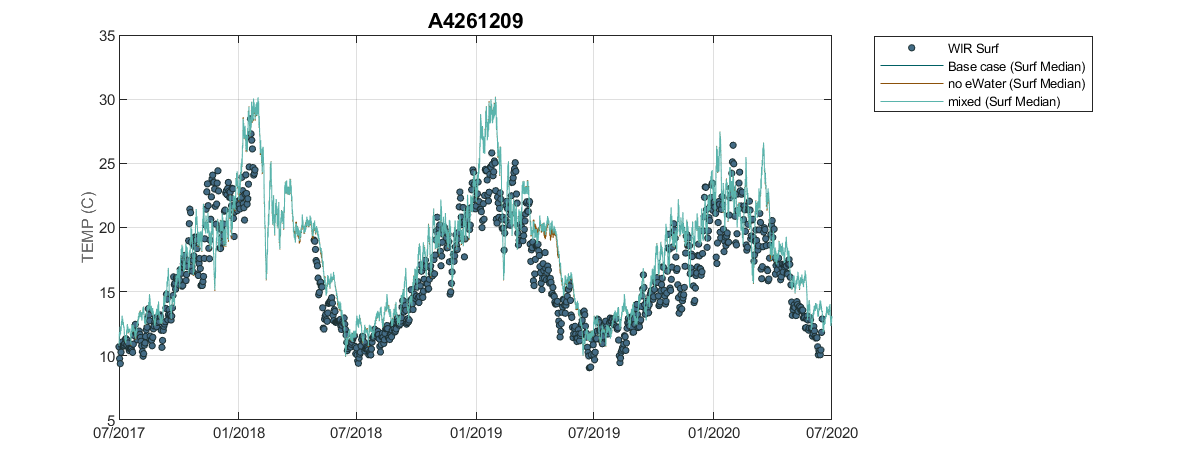 A4261209
35
30
25
20
15
10
5
TEMP (C)
07/2017
01/2018
07/2018
01/2019
07/2019
01/2020
07/2020
WIR Surf
Base case (Surf Median)
no eWater (Surf Median)
mixed (Surf Median)